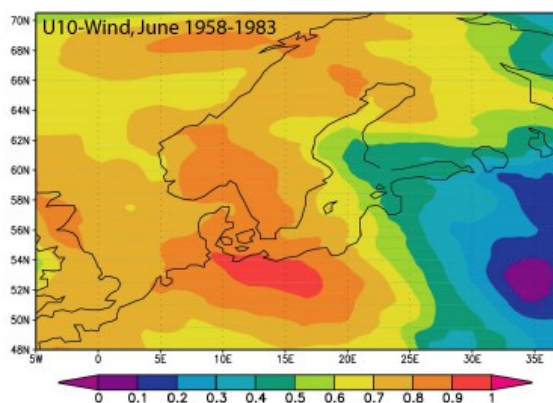 U10-Wind, June 1958-1983
70N
68N
66N
64N
62N
60N
58N
56N
54N
52N
50N
48N
5W 0 5E 10E 15E 20E 25E 30E 35E
0 0.1 0.2 0.3 0.4 0.5 0.6 0.7 0.8 0.9 1